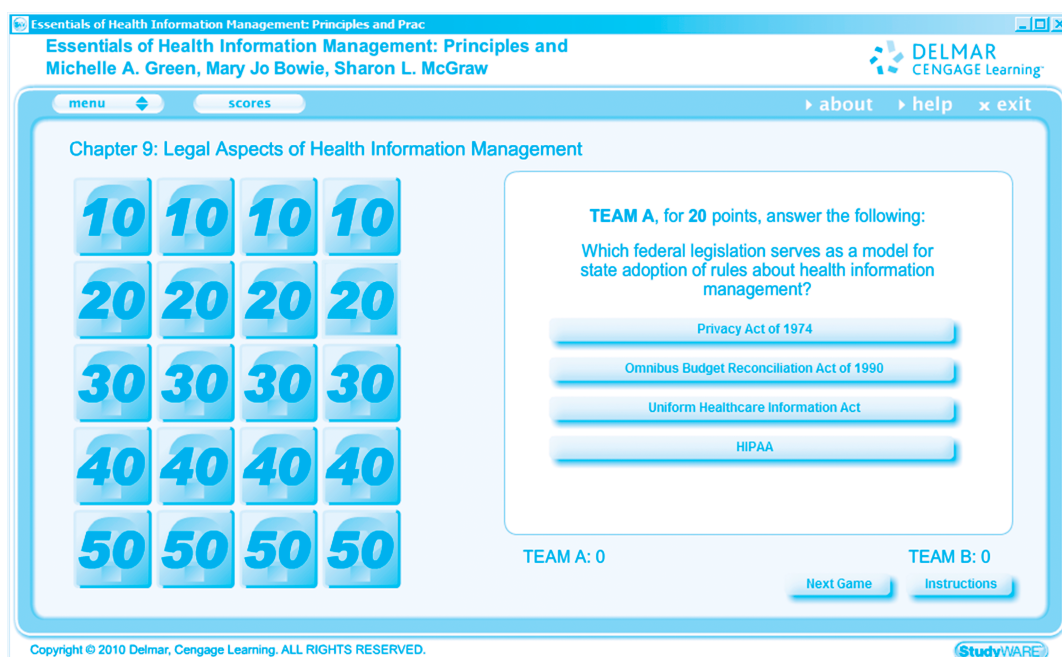 Essentials of Health Information Management: Principles and Prac
Essentials of Health Information Management: Principles and
Michelle A. Green, Mary Jo Bowie, Sharon L. McGraw
DELMAR
CENGAGE Learning
menu
scores
about
help
x exit
Chapter 9: Legal Aspects of Health Information Management
10 10 10 10
20 20 20 20
30 30 30 30
40 40 40 40
50 50 50 50
TEAM A, for 20 points, answer the following:
Which federal legislation serves as a model for
state adoption of rules about health information
management?
Privacy Act of 1974
Omnibus Budget Reconciliation Act of 1990
Uniform Healthcare Information Act
HIPAA
TEAM A: 0
TEAM B: 0
Next Game
Instructions
Copyright © 2010 Delmar, Cengage Learning. ALL RIGHTS RESERVED.
StudyWARE